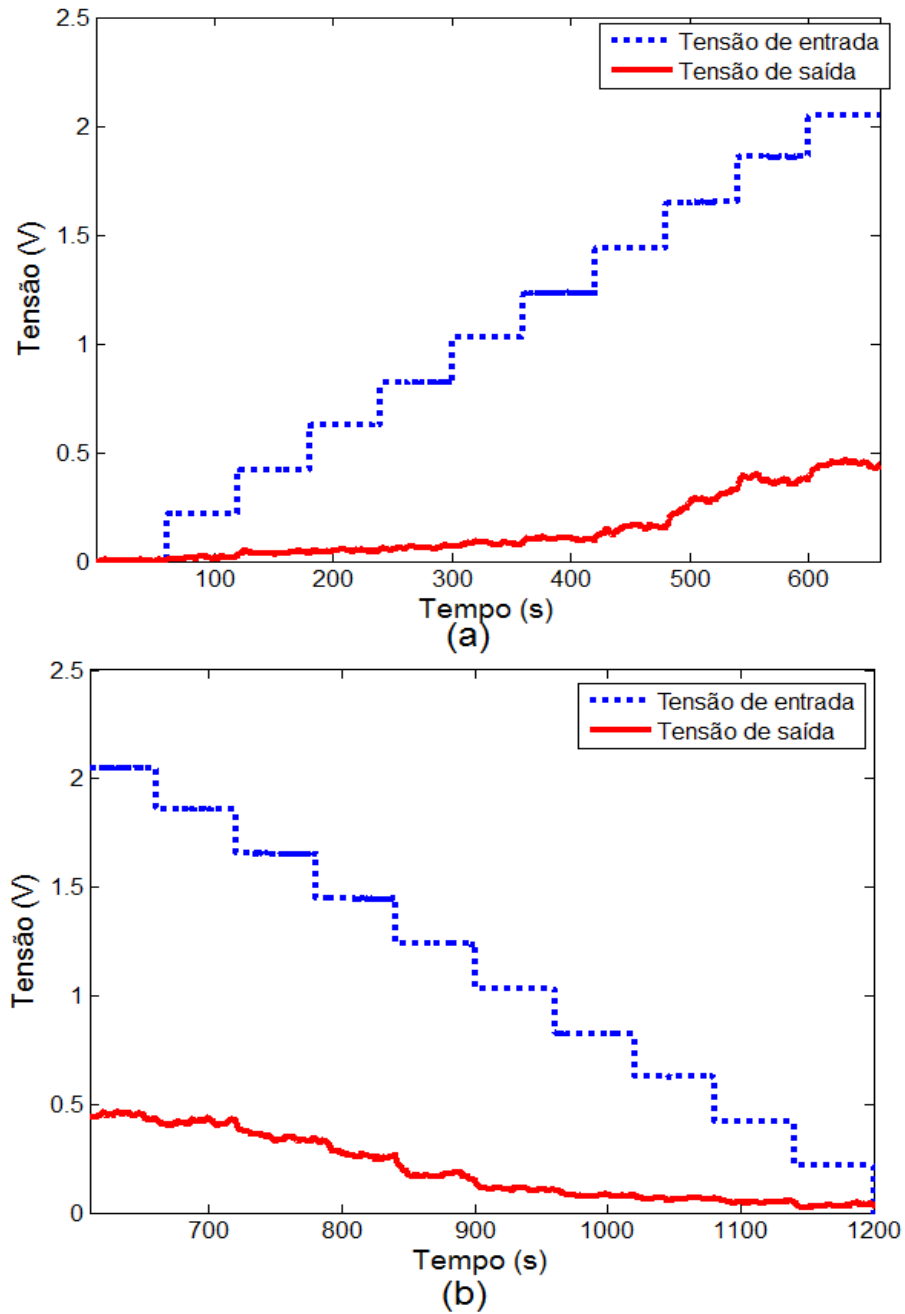 2.5
Tensão de entrada
Tensão de saída
2
1.5
1
0.5
0
Tensão (V)
100 200 300 400 500 600
Tempo (s)
(a)
2.5
Tensão de entrada
Tensão de saída
2
1.5
1
0.5
0
Tensão (V)
700 800 900 1000 1100 1200
Tempo (s)
(b)